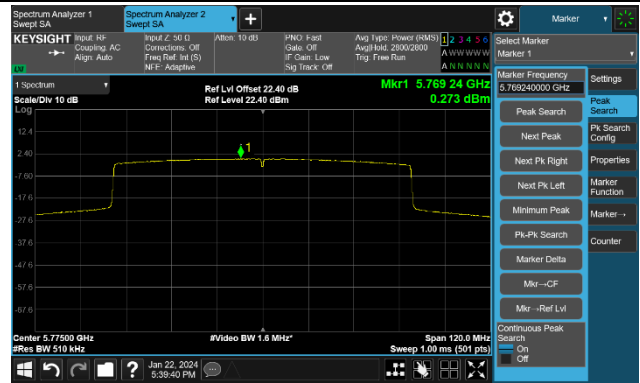 Spectrum Analyzer 1
Swept SA
Spectrum Analyzer 2
Swept SA
Marker
KEYSIGHT
Input: RF
Coupling: AC
Align: Auto
Input Z: 50 Ω
Corrections: Off
Freq Ref: Int (S)
NFE: Adaptive
Atten: 10 dB
PNO: Fast
Gate: Off
IF Gain: Low
Sig Track: Off
Avg Type: Power (RMS)
Avg|Hold: 2800/2800
Trig: Free Run
1 2 3 4 5 6
A W W W W W
A N N N N N
LXI
Select Marker
Marker 1
1 Spectrum
Scale/Div 10 dB
Ref Lvl Offset 22.40 dB
Ref Level 22.40 dBm
Mkr1 5.769 24 GHz
0.273 dBm
Log
12.4
2.40
-7.60
-17.6
-27.6
-37.6
-47.6
-57.6
-67.6
1
Center 5.77500 GHz
#Res BW 510 kHz
#Video BW 1.6 MHz*
Span 120.0 MHz
Sweep 1.00 ms (501 pts)
Marker Frequency
5.769240000 GHz
Peak Search
Next Peak
Next Pk Right
Next Pk Left
Minimum Peak
Pk-Pk Search
Marker Delta
Mkr→CF
Mkr→Ref Lvl
Continuous Peak
Search
On
Off
Settings
Peak
Search
Pk Search
Config
Properties
Marker
Function
Marker→
Counter
?
Jan 22, 2024
5:39:40 PM